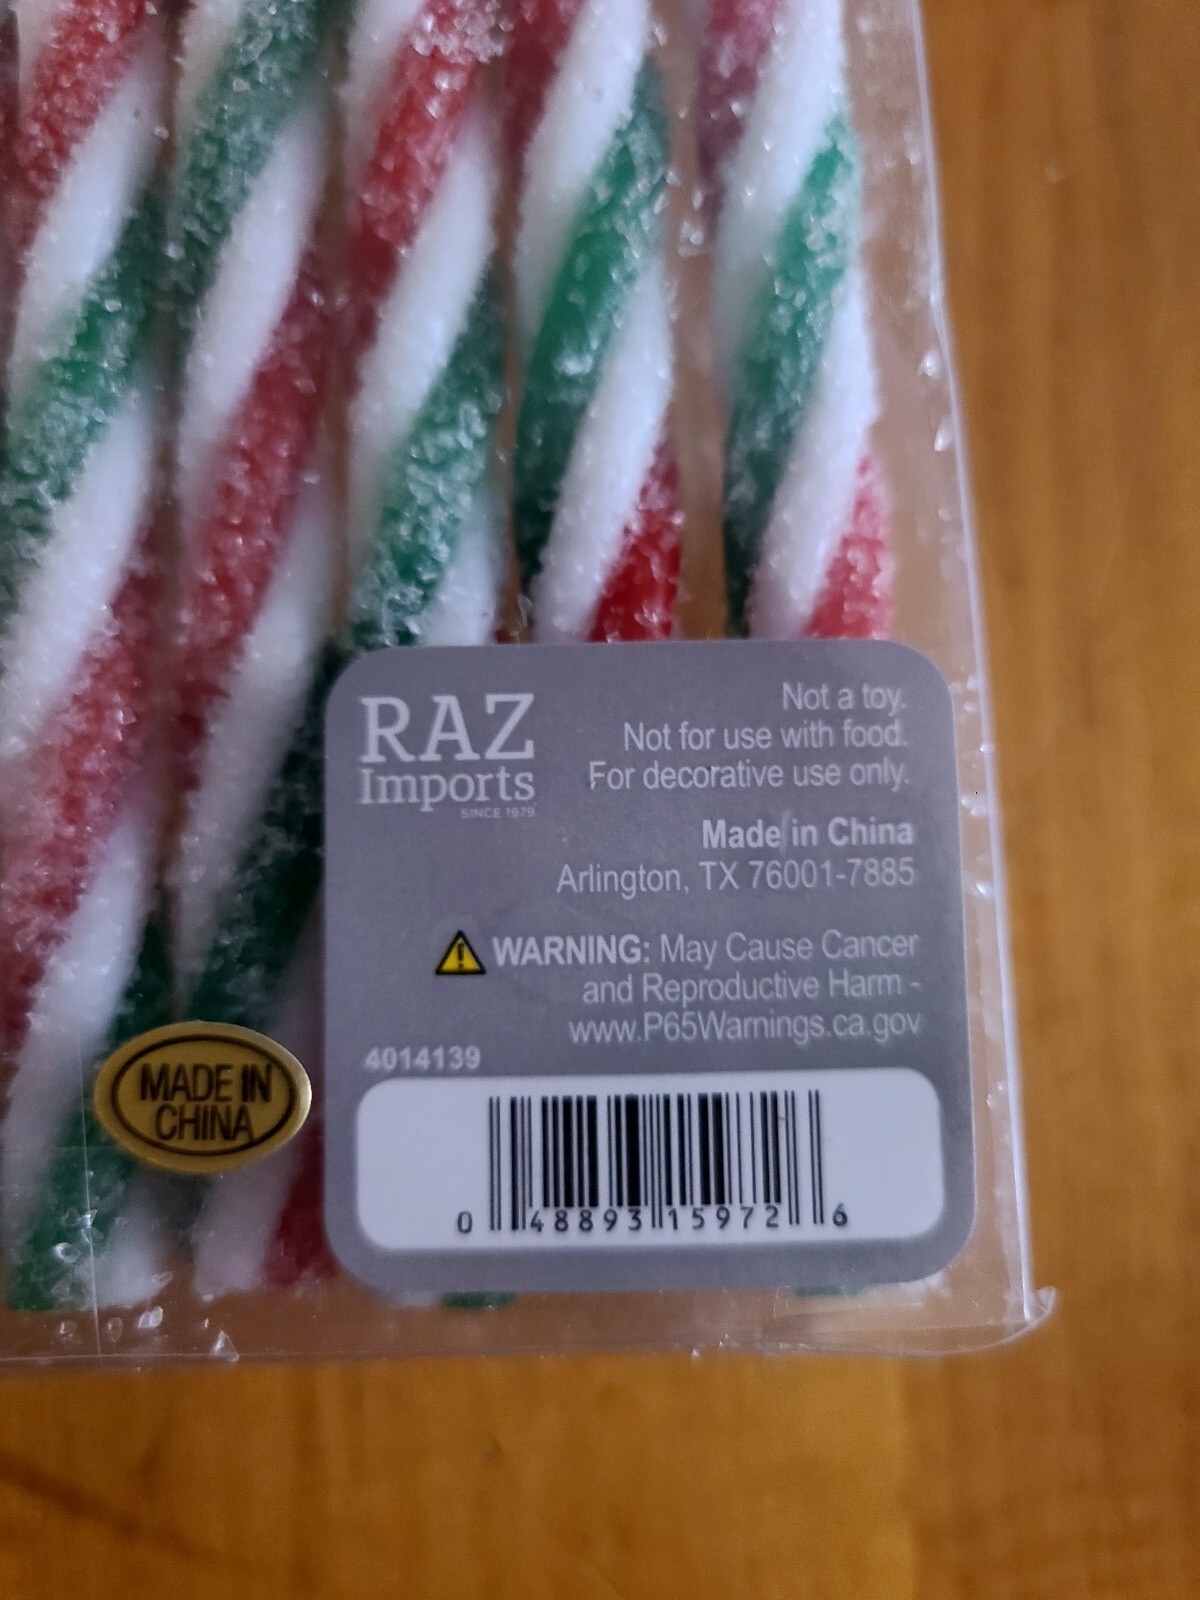 RAZ
Imports
SINCE 1979
Not a toy.
Not for use with food.
For decorative use only.
Made in China
Arlington, TX 76001-7885
⚠ WARNING: May Cause Cancer
and Reproductive Harm -
www.P65Warnings.ca.gov
4014139
MADE IN
CHINA
0 48893 15972 6